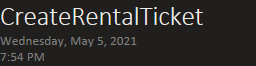 CreateRentalTicket
Wednesday, May 5, 2021
7:54 PM